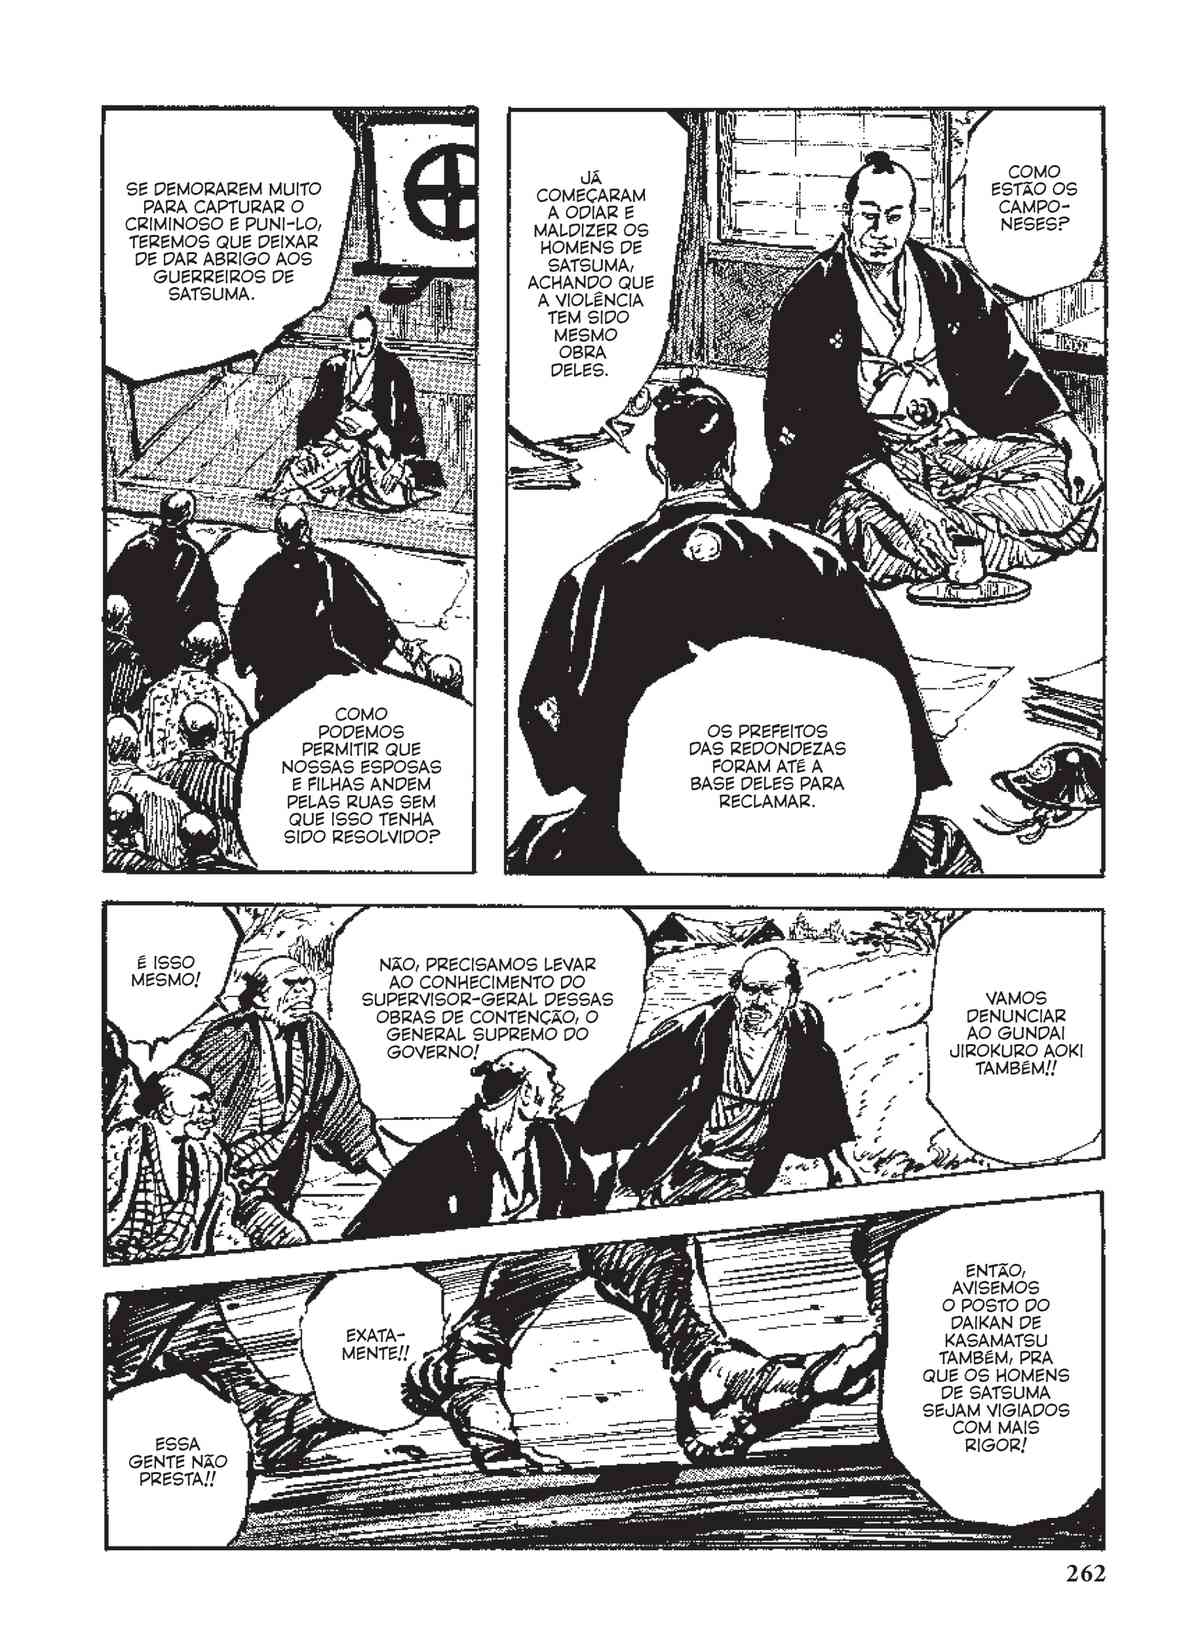 COMO
ESTÃO OS
CAMPO-
NESES?
JÁ
COMEÇARAM
A ODIAR E
MALDIZER OS
HOMENS DE
SATSUMA,
ACHANDO QUE
A VIOLÊNCIA
TEM SIDO
MESMO
OBRA
DELES.
OS PREFEITOS
DAS REDONDEZAS
FORAM ATÉ A
BASE DELES PARA
RECLAMAR.
SE DEMORAREM MUITO
PARA CAPTURAR O
CRIMINOSO E PUNI-LO,
TEREMOS QUE DEIXAR
DE DAR ABRIGO AOS
GUERREIROS DE
SATSUMA.
COMO
PODEMOS
PERMITIR QUE
NOSSAS ESPOSAS
E FILHAS ANDEM
PELAS RUAS SEM
QUE ISSO TENHA
SIDO RESOLVIDO?
VAMOS
DENUNCIAR
AO GUNDAI
JIROKURO AOKI
TAMBÉM!!
NÃO, PRECISAMOS LEVAR
AO CONHECIMENTO DO
SUPERVISOR-GERAL DESSAS
OBRAS DE CONTENÇÃO, O
GENERAL SUPREMO DO
GOVERNO!
É ISSO
MESMO!
ENTÃO,
AVISEMOS
O POSTO DO
DAIKAN DE
KASAMATSU
TAMBÉM, PRA
QUE OS HOMENS
DE SATSUMA
SEJAM VIGIADOS
COM MAIS
RIGOR!
EXATA-
MENTE!!
ESSA
GENTE NÃO
PRESTA!!
262